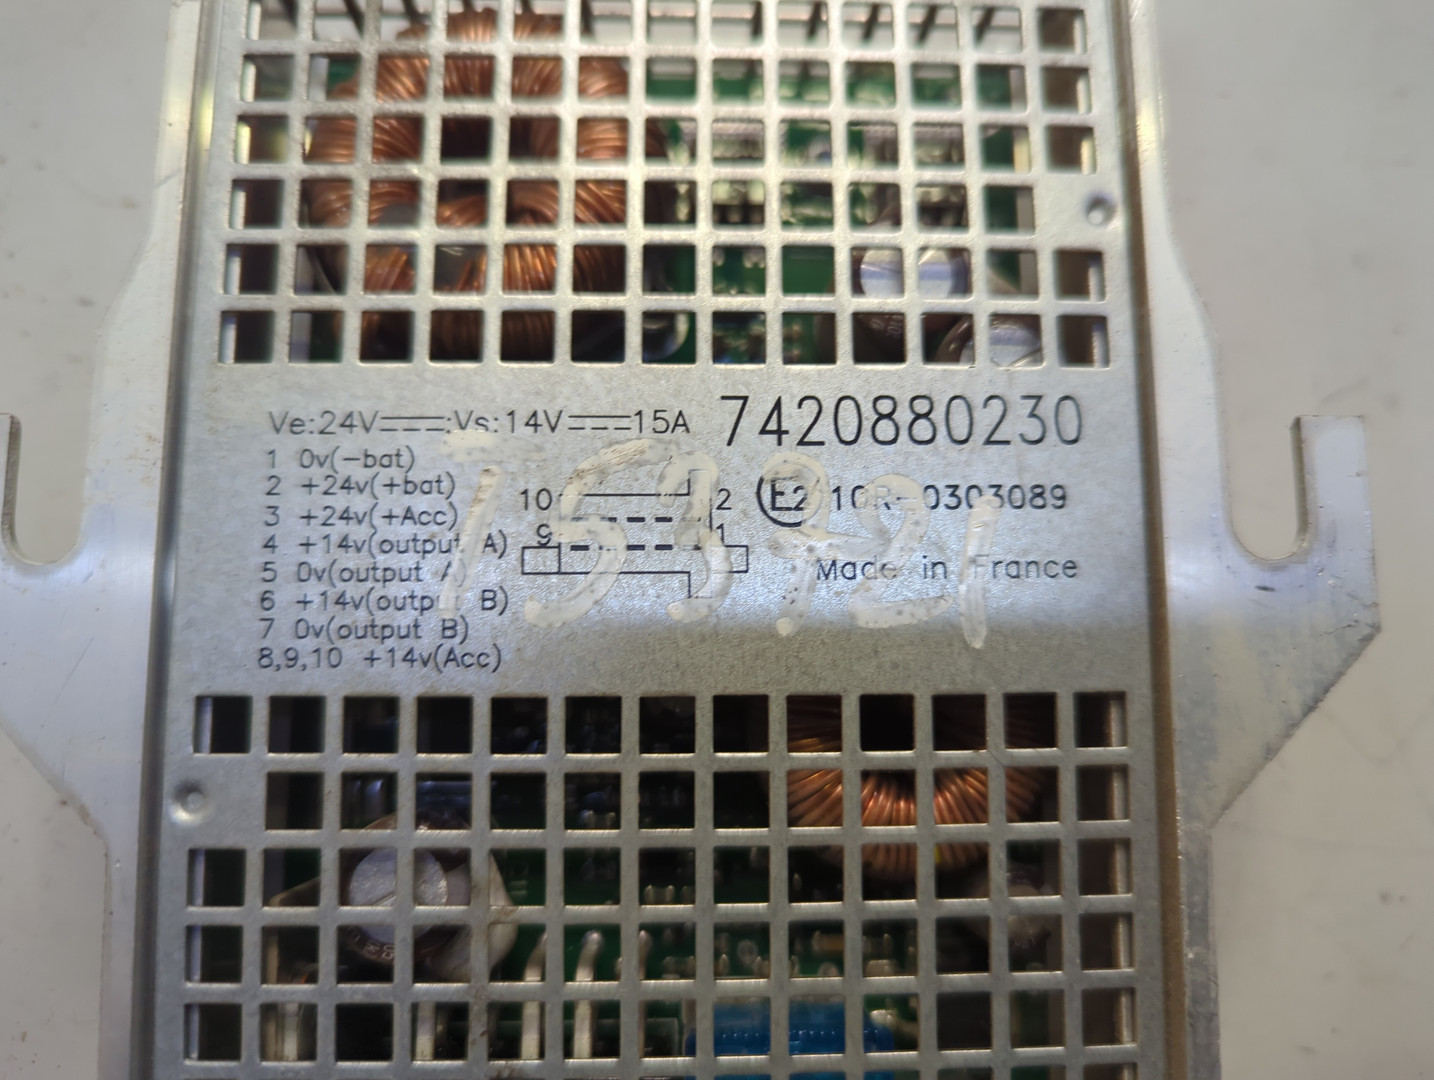 Ve:24V⎓:Vs:14V⎓15A 7420880230
1 0v(-bat)
2 +24v(+bat)
3 +24v(+Acc)
4 +14v(output A)
5 0v(output A)
6 +14v(output B)
7 0v(output B)
8,9,10 +14v(Acc)
10 2
9 1
E2 10R-0303089
Made in France